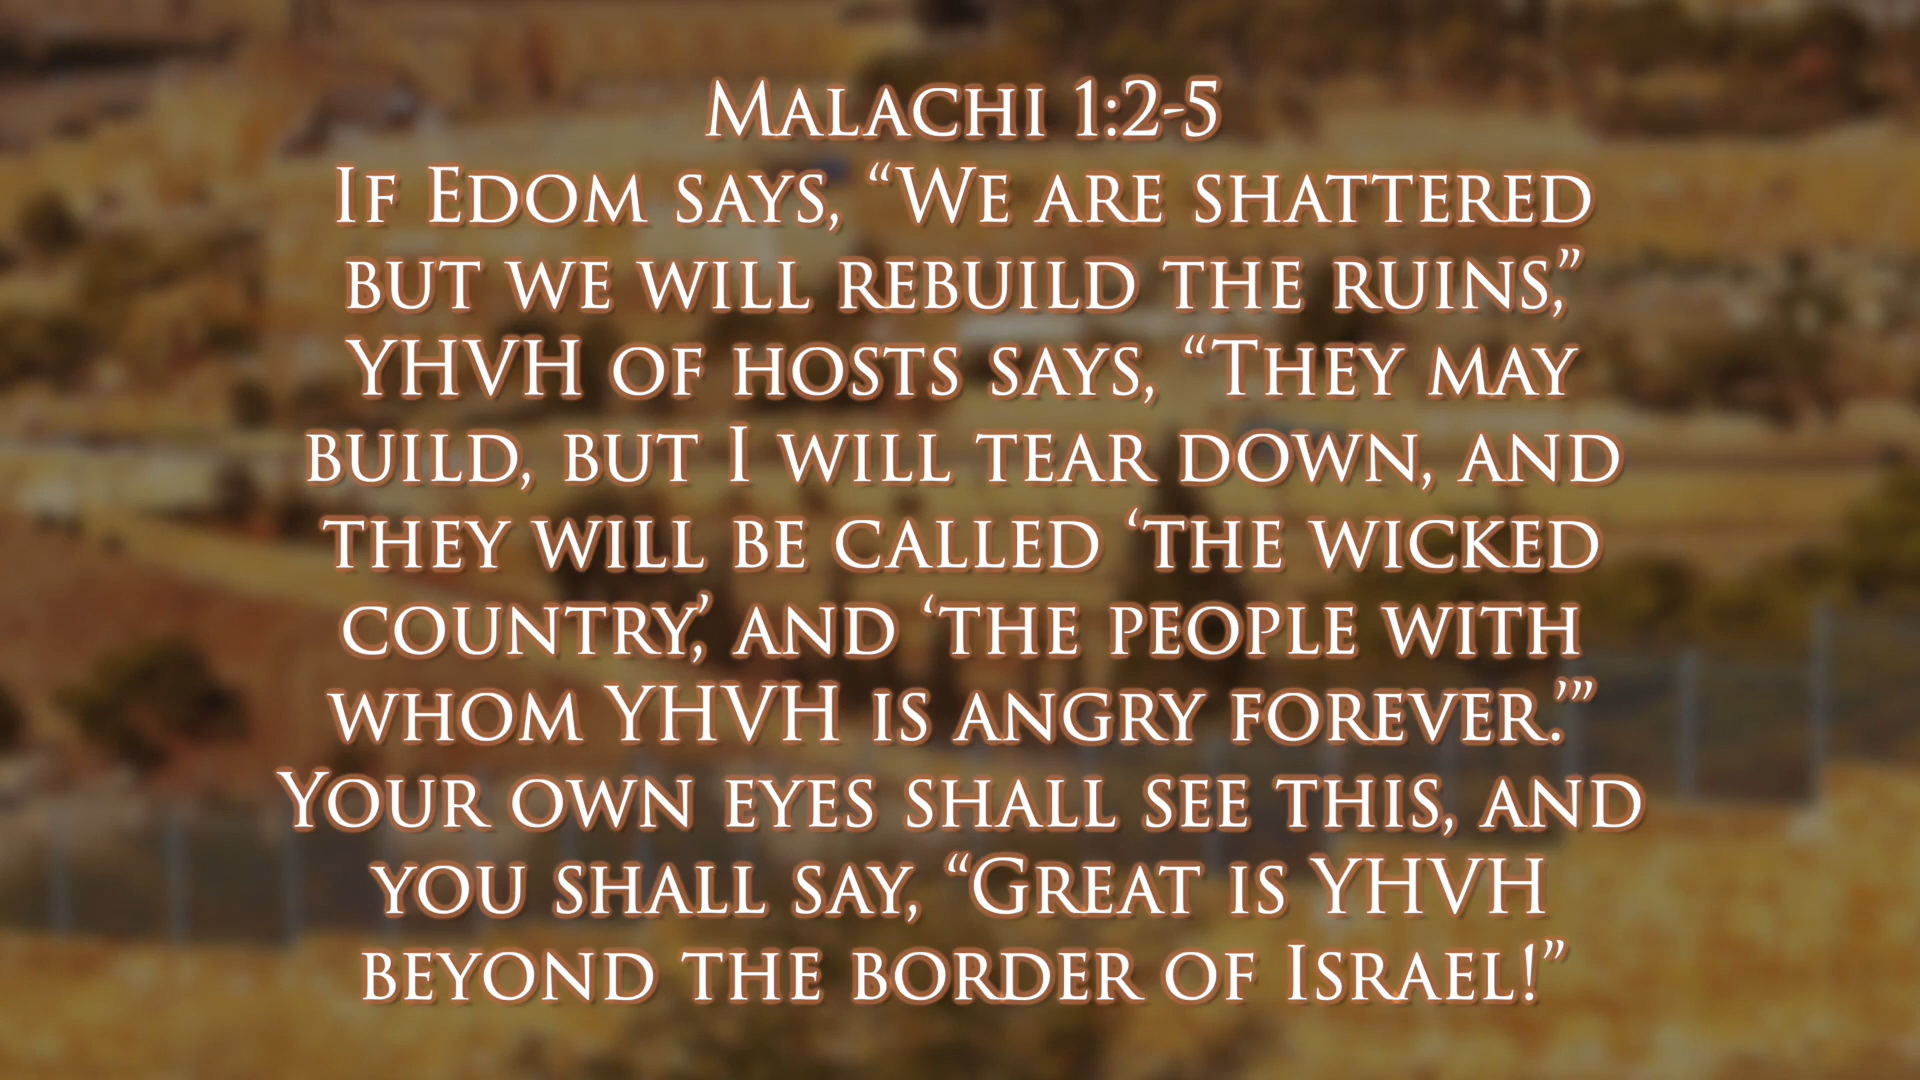 Malachi 1:2-5
If Edom says, “We are shattered
but we will rebuild the ruins,”
YHVH of hosts says, “They may
build, but I will tear down, and
they will be called ‘the wicked
country,’ and ‘the people with
whom YHVH is angry forever.’”
Your own eyes shall see this, and
you shall say, “Great is YHVH
beyond the border of Israel!”